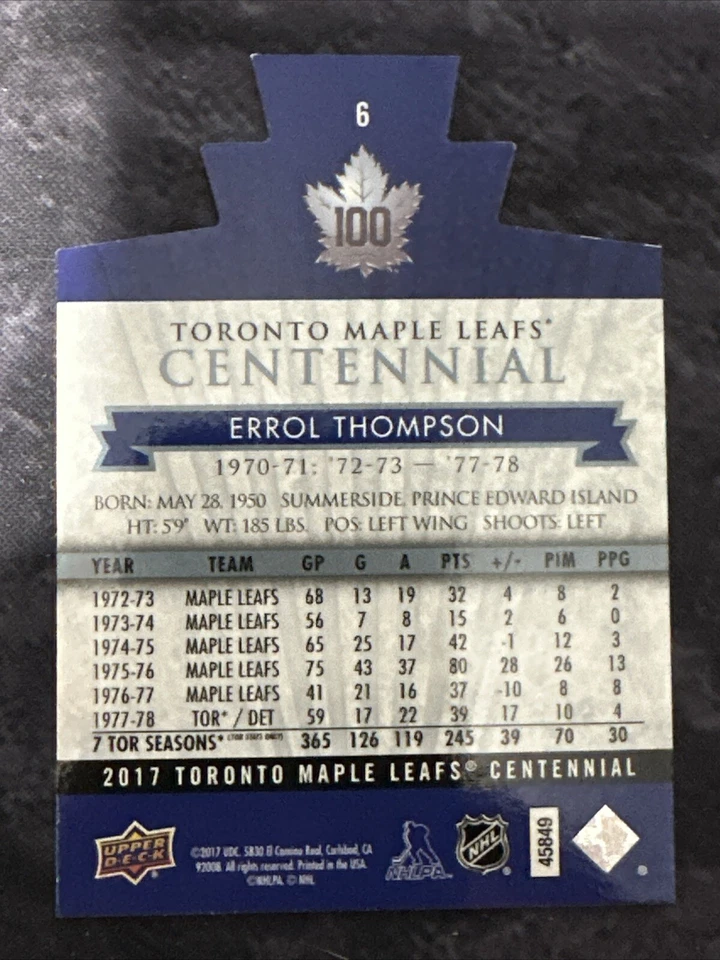 6
100
TORONTO MAPLE LEAFS®
CENTENNIAL
ERROL THOMPSON
1970-71: '72-73 — '77-78
BORN: MAY 28, 1950 SUMMERSIDE, PRINCE EDWARD ISLAND
HT: 5'9" WT: 185 LBS. POS: LEFT WING SHOOTS: LEFT
YEAR TEAM GP G A PTS +/- PIM PPG
1972-73 MAPLE LEAFS 68 13 19 32 4 8 2
1973-74 MAPLE LEAFS 56 7 8 15 2 6 0
1974-75 MAPLE LEAFS 65 25 17 42 -1 12 3
1975-76 MAPLE LEAFS 75 43 37 80 28 26 13
1976-77 MAPLE LEAFS 41 21 16 37 -10 8 8
1977-78 TOR* / DET 59 17 22 39 17 10 4
7 TOR SEASONS* (TOR STATS ONLY) 365 126 119 245 39 70 30
2017 TORONTO MAPLE LEAFS® CENTENNIAL
UPPER DECK
©2017 UDC. 5830 El Camino Real, Carlsbad, CA
92008. All rights reserved. Printed in the USA.
©NHLPA. © NHL.
NHLPA
NHL
45849
®